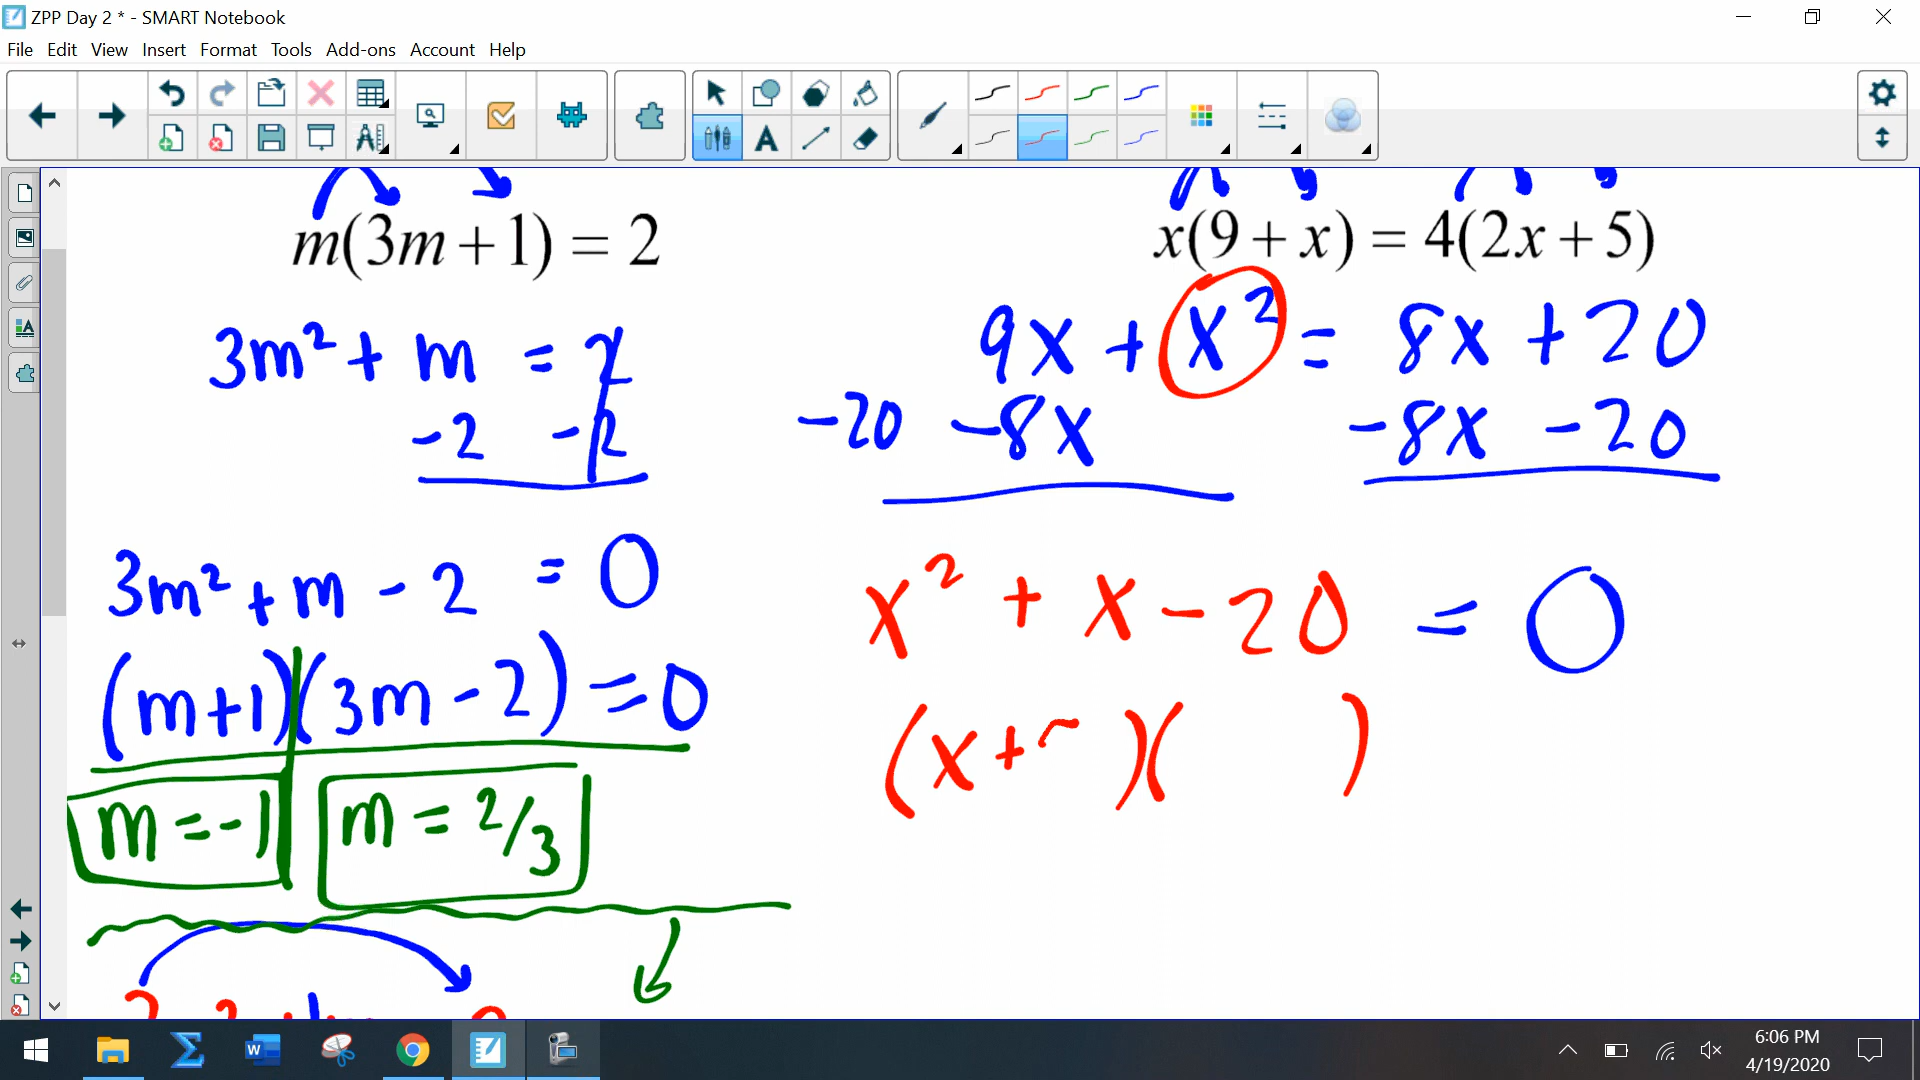 ZPP Day 2 * - SMART Notebook
File Edit View Insert Format Tools Add-ons Account Help
m(3m + 1) = 2
3m² + m = 2
-2 -2
3m² + m - 2 = 0
(m+1)(3m - 2) = 0
m = -1 m = 2/3
x(9 + x) = 4(2x + 5)
9x + x² = 8x + 20
-20 -8x -8x -20
x² + x - 20 = 0
(x+ )( )
6:06 PM
4/19/2020